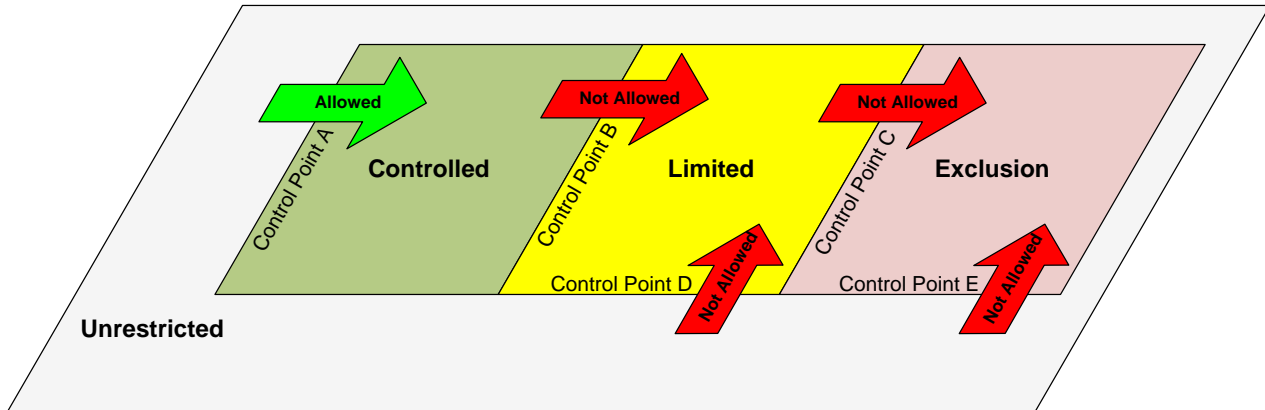 Allowed
Not Allowed
Not Allowed
Control Point A
Controlled
Control Point B
Limited
Control Point C
Exclusion
Control Point D
Not Allowed
Control Point E
Not Allowed
Unrestricted